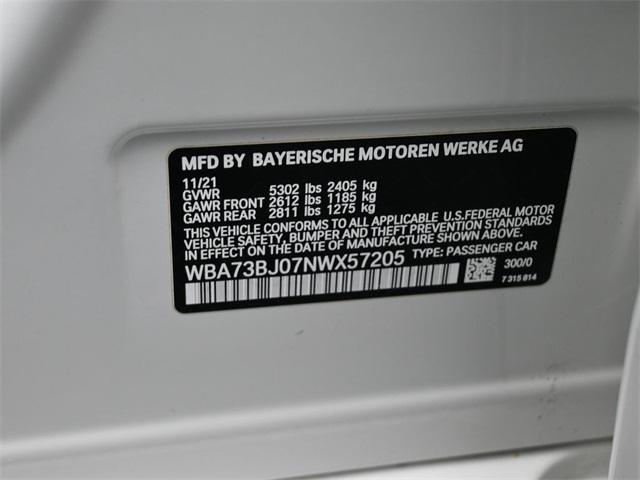 MFD BY BAYERISCHE MOTOREN WERKE AG
11/21
GVWR 5302 lbs 2405 kg
GAWR FRONT 2612 lbs 1185 kg
GAWR REAR 2811 lbs 1275 kg
THIS VEHICLE CONFORMS TO ALL APPLICABLE U.S.FEDERAL MOTOR
VEHICLE SAFETY, BUMPER, AND THEFT PREVENTION STANDARDS
IN EFFECT ON THE DATE OF MANUFACTURE SHOWN ABOVE.
WBA73BJ07NWX57205 TYPE: PASSENGER CAR
300/0
7 315 814